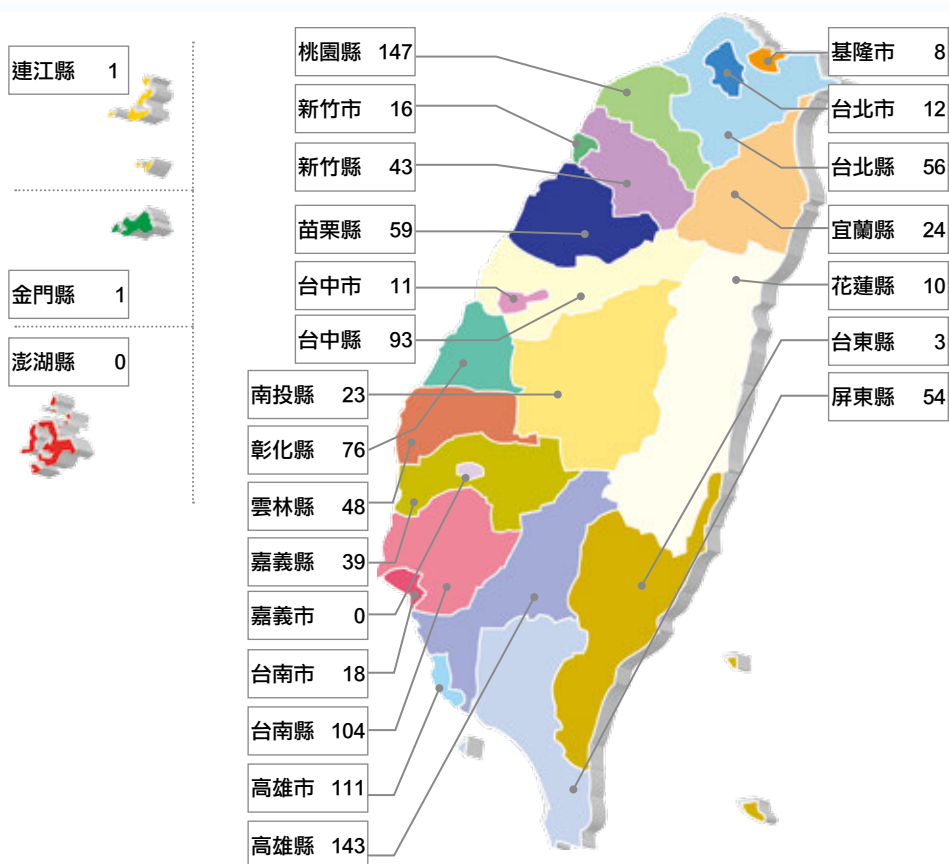 連江縣 1
金門縣 1
澎湖縣 0
桃園縣 147
新竹市 16
新竹縣 43
苗栗縣 59
台中市 11
台中縣 93
南投縣 23
彰化縣 76
雲林縣 48
嘉義縣 39
嘉義市 0
台南市 18
台南縣 104
高雄市 111
高雄縣 143
基隆市 8
台北市 12
台北縣 56
宜蘭縣 24
花蓮縣 10
台東縣 3
屏東縣 54